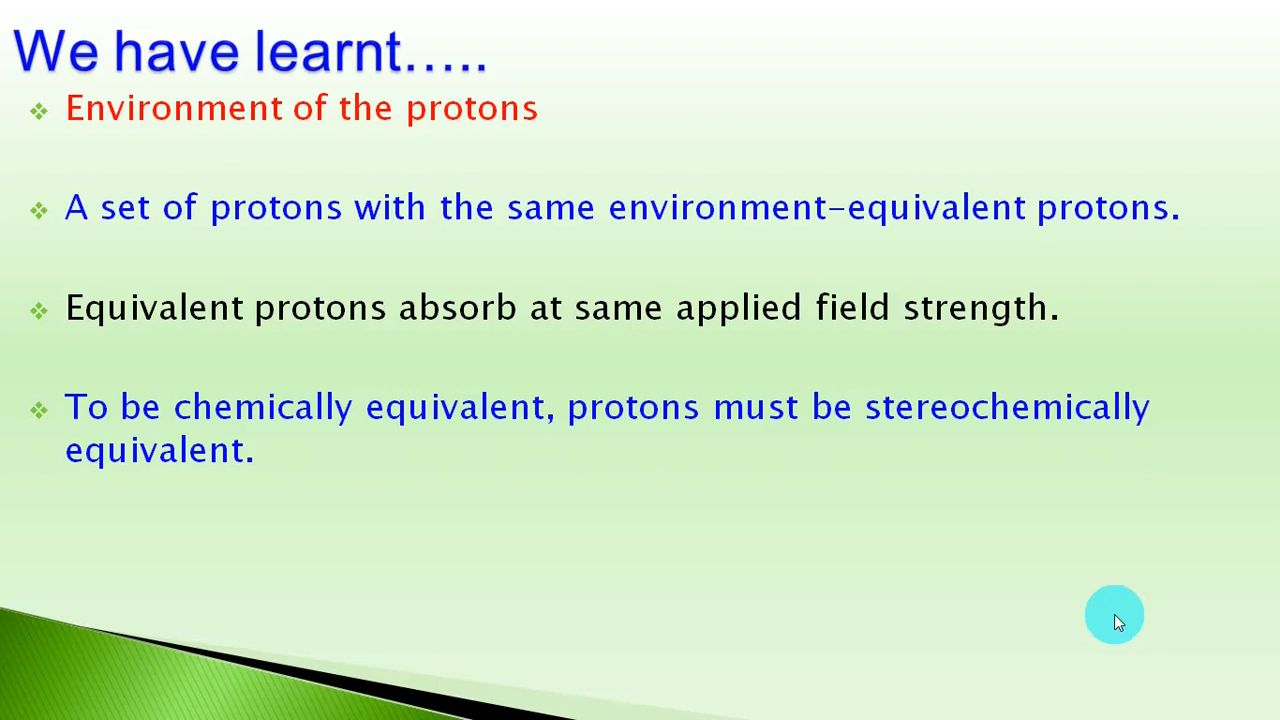 We have learnt…..
Environment of the protons
A set of protons with the same environment-equivalent protons.
Equivalent protons absorb at same applied field strength.
To be chemically equivalent, protons must be stereochemically
equivalent.